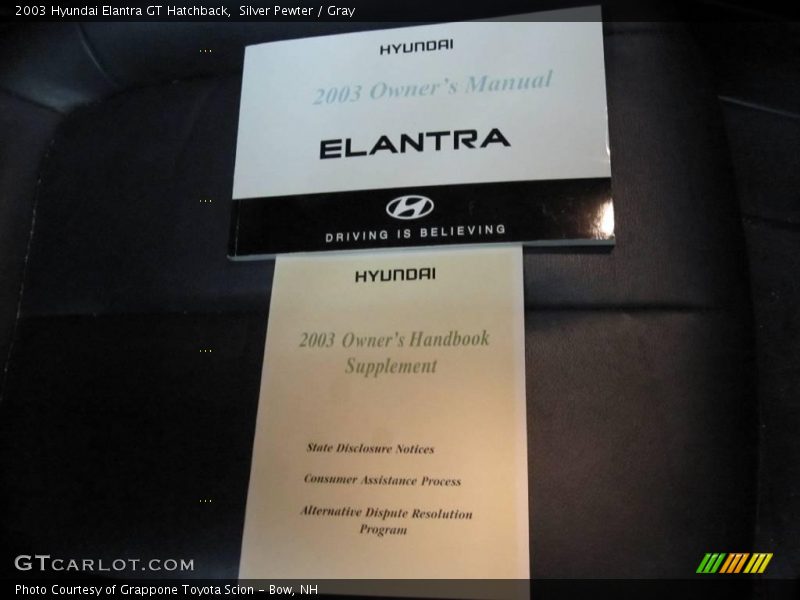 2003 Hyundai Elantra GT Hatchback,  Silver Pewter / Gray
HYUNDAI
2003 Owner's Manual
ELANTRA
DRIVING IS BELIEVING
HYUNDAI
2003 Owner's Handbook
Supplement
State Disclosure Notices
Consumer Assistance Process
Alternative Dispute Resolution
Program
GTCARLOT.COM
Photo Courtesy of Grappone Toyota Scion – Bow, NH